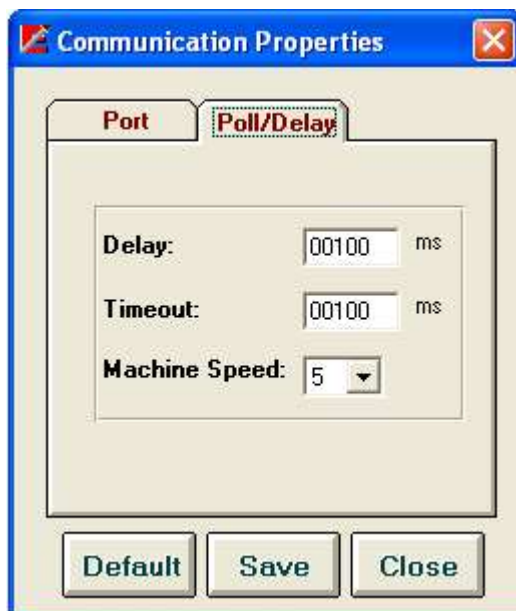 Communication Properties
Port Poll/Delay
Delay: 00100 ms
Timeout: 00100 ms
Machine Speed: 5
Default Save Close